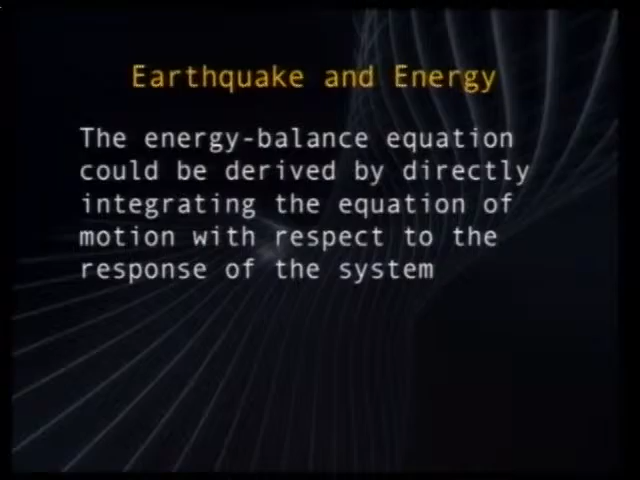 Earthquake and Energy
The energy-balance equation
could be derived by directly
integrating the equation of
motion with respect to the
response of the system